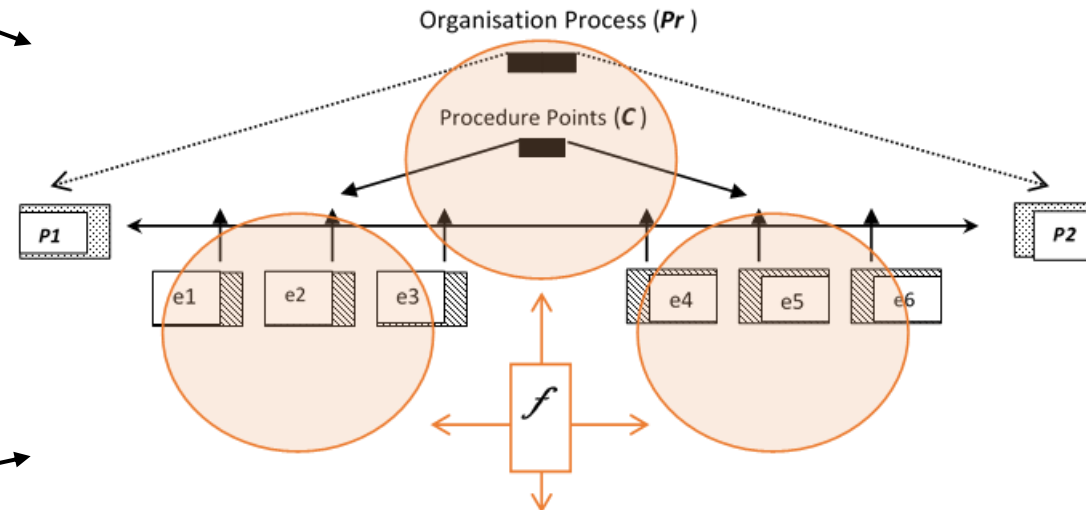 Organisation Process (Pr )
Procedure Points (C )
P1
P2
e1
e2
e3
e4
e5
e6
f